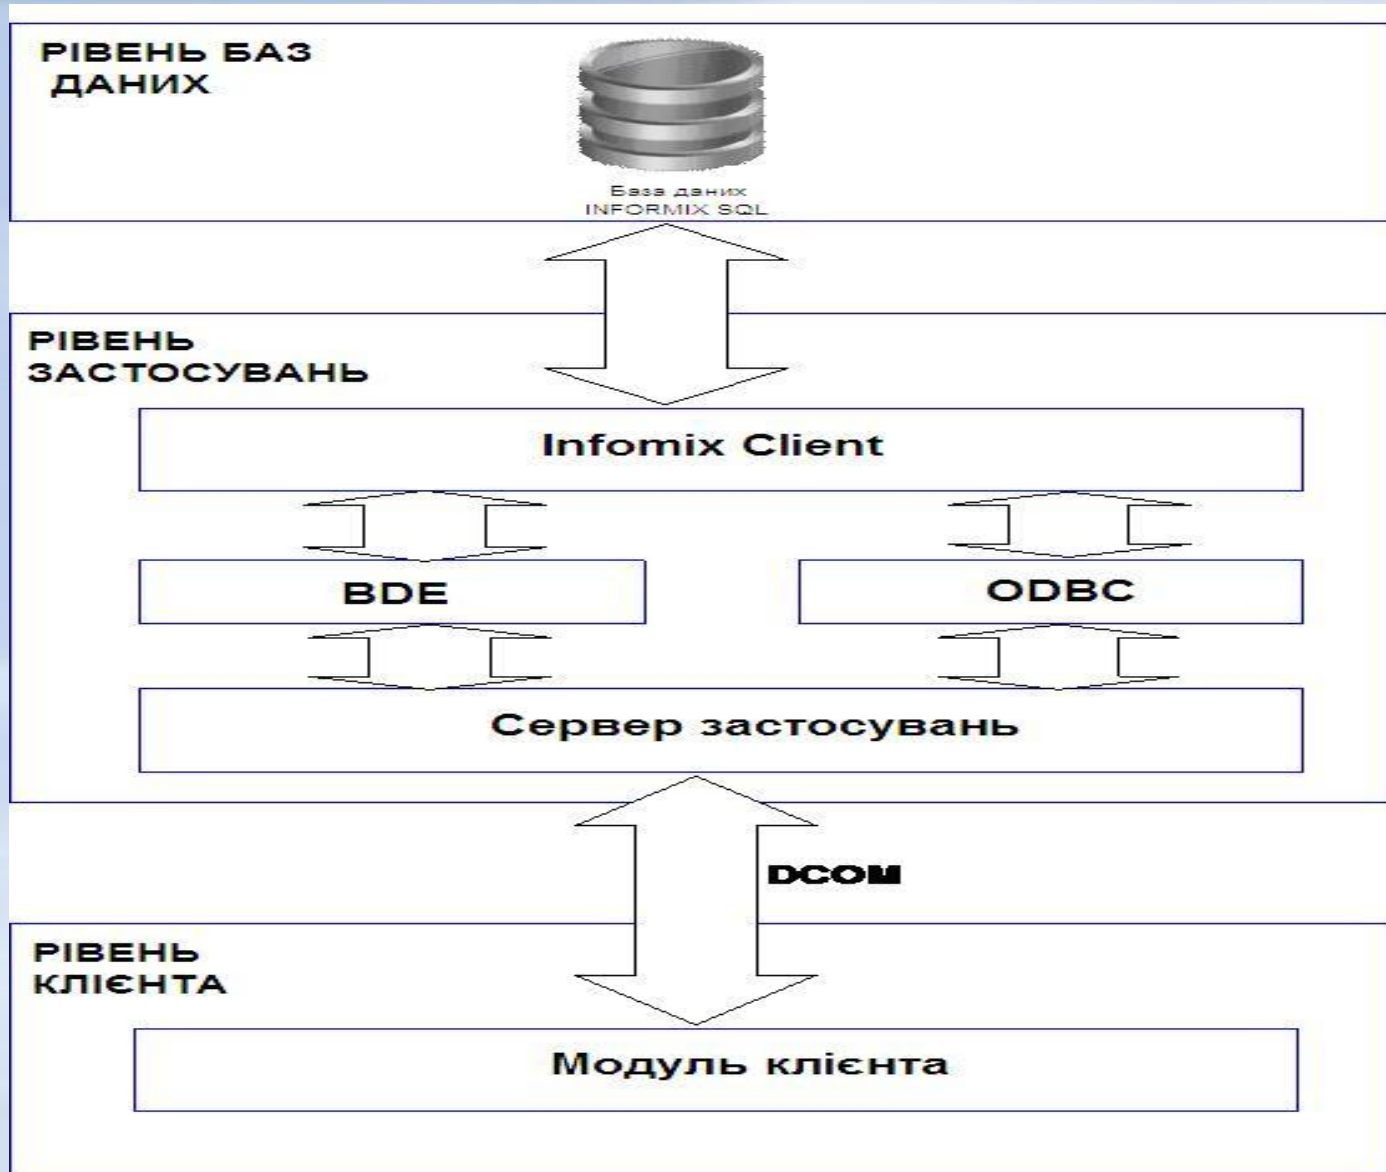 РІВЕНЬ БАЗ
ДАНИХ
База даних
INFORMIX SQL
РІВЕНЬ
ЗАСТОСУВАНЬ
Infomix Client
BDE
ODBC
Сервер застосувань
DCOM
РІВЕНЬ
КЛІЄНТА
Модуль клієнта